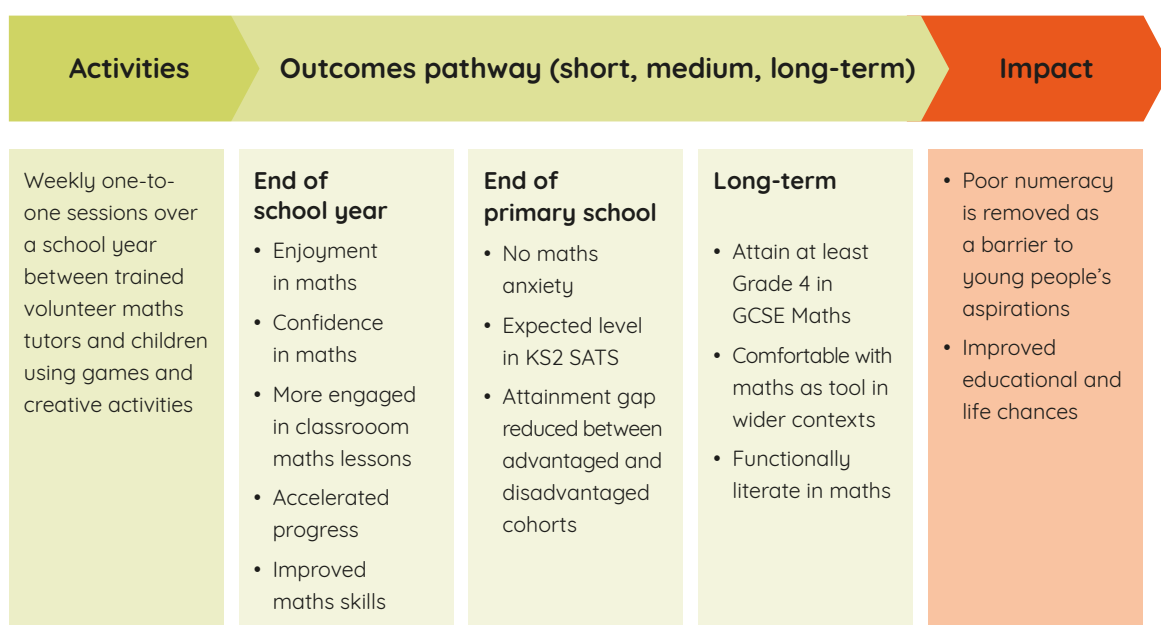 Activities
Outcomes pathway (short, medium, long-term)
Impact
Weekly one-to-
one sessions over
a school year
between trained
volunteer maths
tutors and children
using games and
creative activities
End of
school year
• Enjoyment
in maths
• Confidence
in maths
• More engaged
in classrooom
maths lessons
• Accelerated
progress
• Improved
maths skills
End of
primary school
• No maths
anxiety
• Expected level
in KS2 SATS
• Attainment gap
reduced between
advantaged and
disadvantaged
cohorts
Long-term
• Attain at least
Grade 4 in
GCSE Maths
• Comfortable with
maths as tool in
wider contexts
• Functionally
literate in maths
• Poor numeracy
is removed as
a barrier to
young people’s
aspirations
• Improved
educational and
life chances